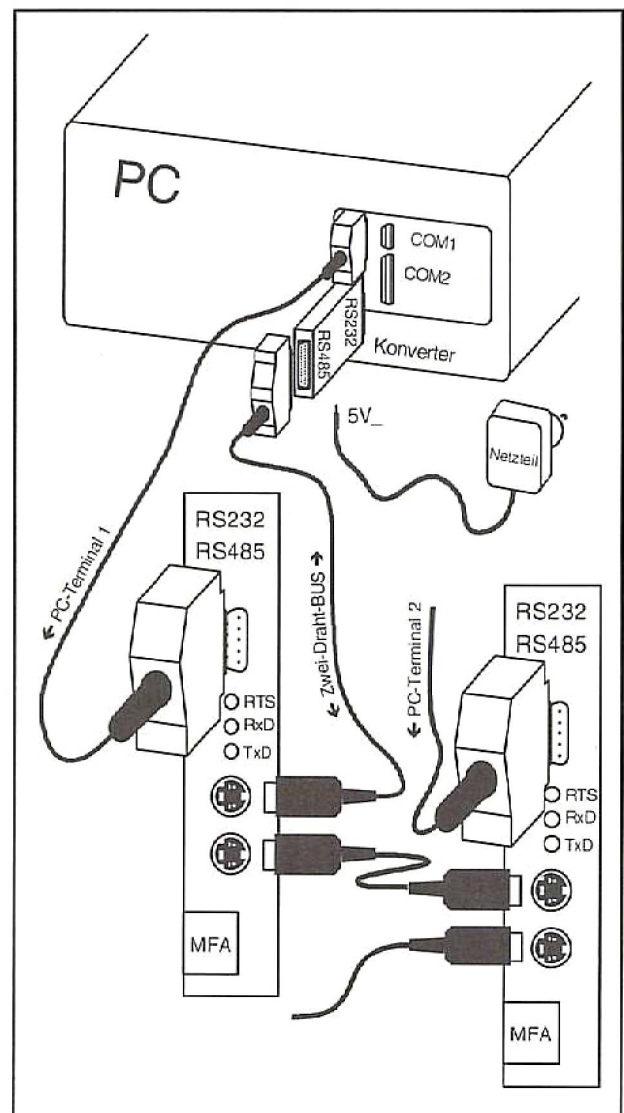 PC
COM1
COM2
RS232
RS485
Konverter
5V_
Netzteil
← PC-Terminal 1
RS232
RS485
RTS
RxD
TxD
← Zwei-Draht-BUS →
← PC-Terminal 2
RS232
RS485
RTS
RxD
TxD
MFA
MFA